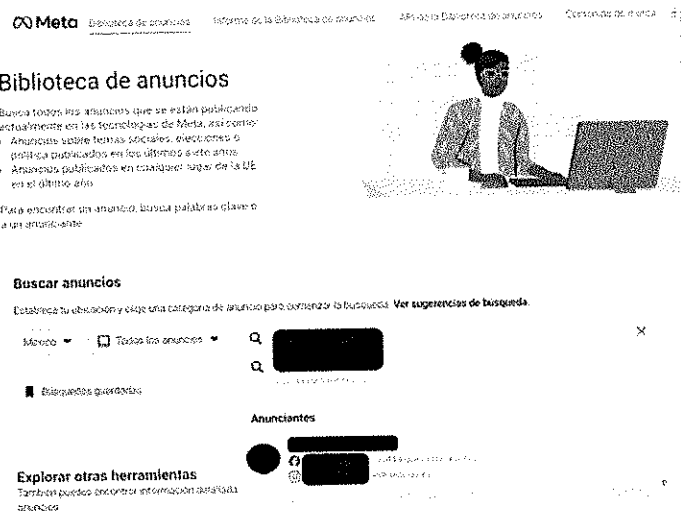 Meta Biblioteca de anuncios Informe de la Biblioteca de anuncios API de la Biblioteca de anuncios Contenido de marca
Biblioteca de anuncios
Busca todos los anuncios que se están publicando
actualmente en las tecnologías de Meta, así como:
• Anuncios sobre temas sociales, elecciones o
política publicados en los últimos siete años
• Anuncios publicados en cualquier lugar de la UE
en el último año
Para encontrar un anuncio, busca palabras clave o
a un anunciante
Buscar anuncios
Establece tu ubicación y elige una categoría de anuncio para comenzar la búsqueda. Ver sugerencias de búsqueda.
México Todos los anuncios
Búsquedas guardadas
Anunciantes
Explorar otras herramientas
También puedes encontrar información detallada
anuncios